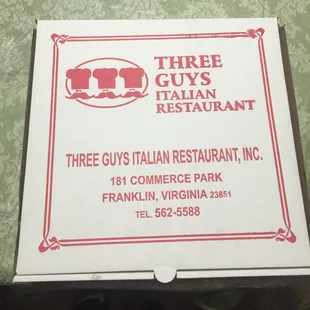 THREE
GUYS
ITALIAN
RESTAURANT
THREE GUYS ITALIAN RESTAURANT, INC.
181 COMMERCE PARK
FRANKLIN, VIRGINIA 23851
TEL. 562-5588